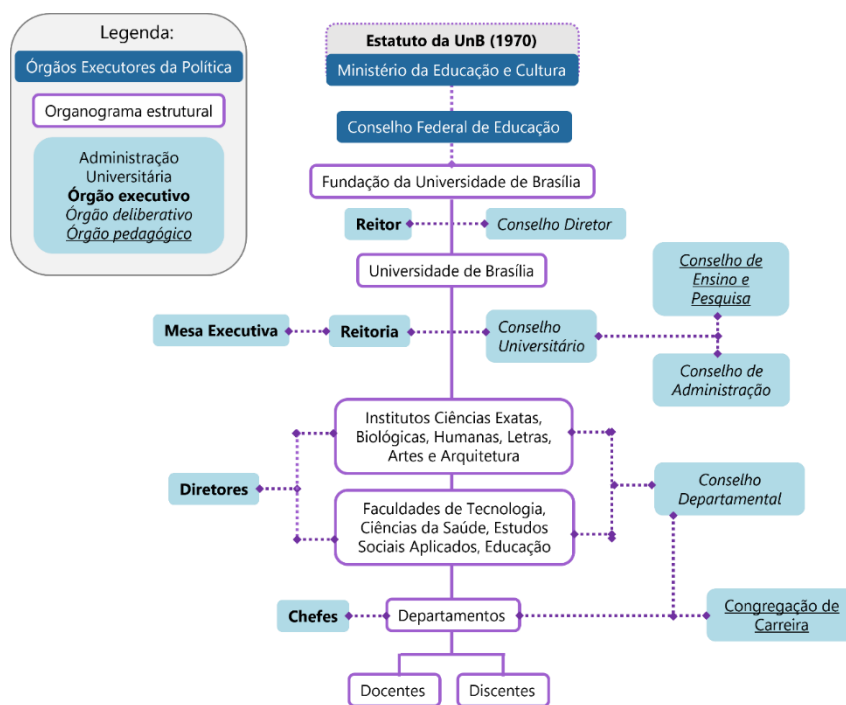 Legenda:
Órgãos Executores da Política
Organograma estrutural
Administração
Universitária
Órgão executivo
Órgão deliberativo
Órgão pedagógico
Estatuto da UnB (1970)
Ministério da Educação e Cultura
Conselho Federal de Educação
Fundação da Universidade de Brasília
Reitor
Conselho Diretor
Universidade de Brasília
Conselho de
Ensino e
Pesquisa
Mesa Executiva
Reitoria
Conselho
Universitário
Conselho de
Administração
Institutos Ciências Exatas,
Biológicas, Humanas, Letras,
Artes e Arquitetura
Diretores
Conselho
Departamental
Faculdades de Tecnologia,
Ciências da Saúde, Estudos
Sociais Aplicados, Educação
Chefes
Departamentos
Congregação de
Carreira
Docentes
Discentes